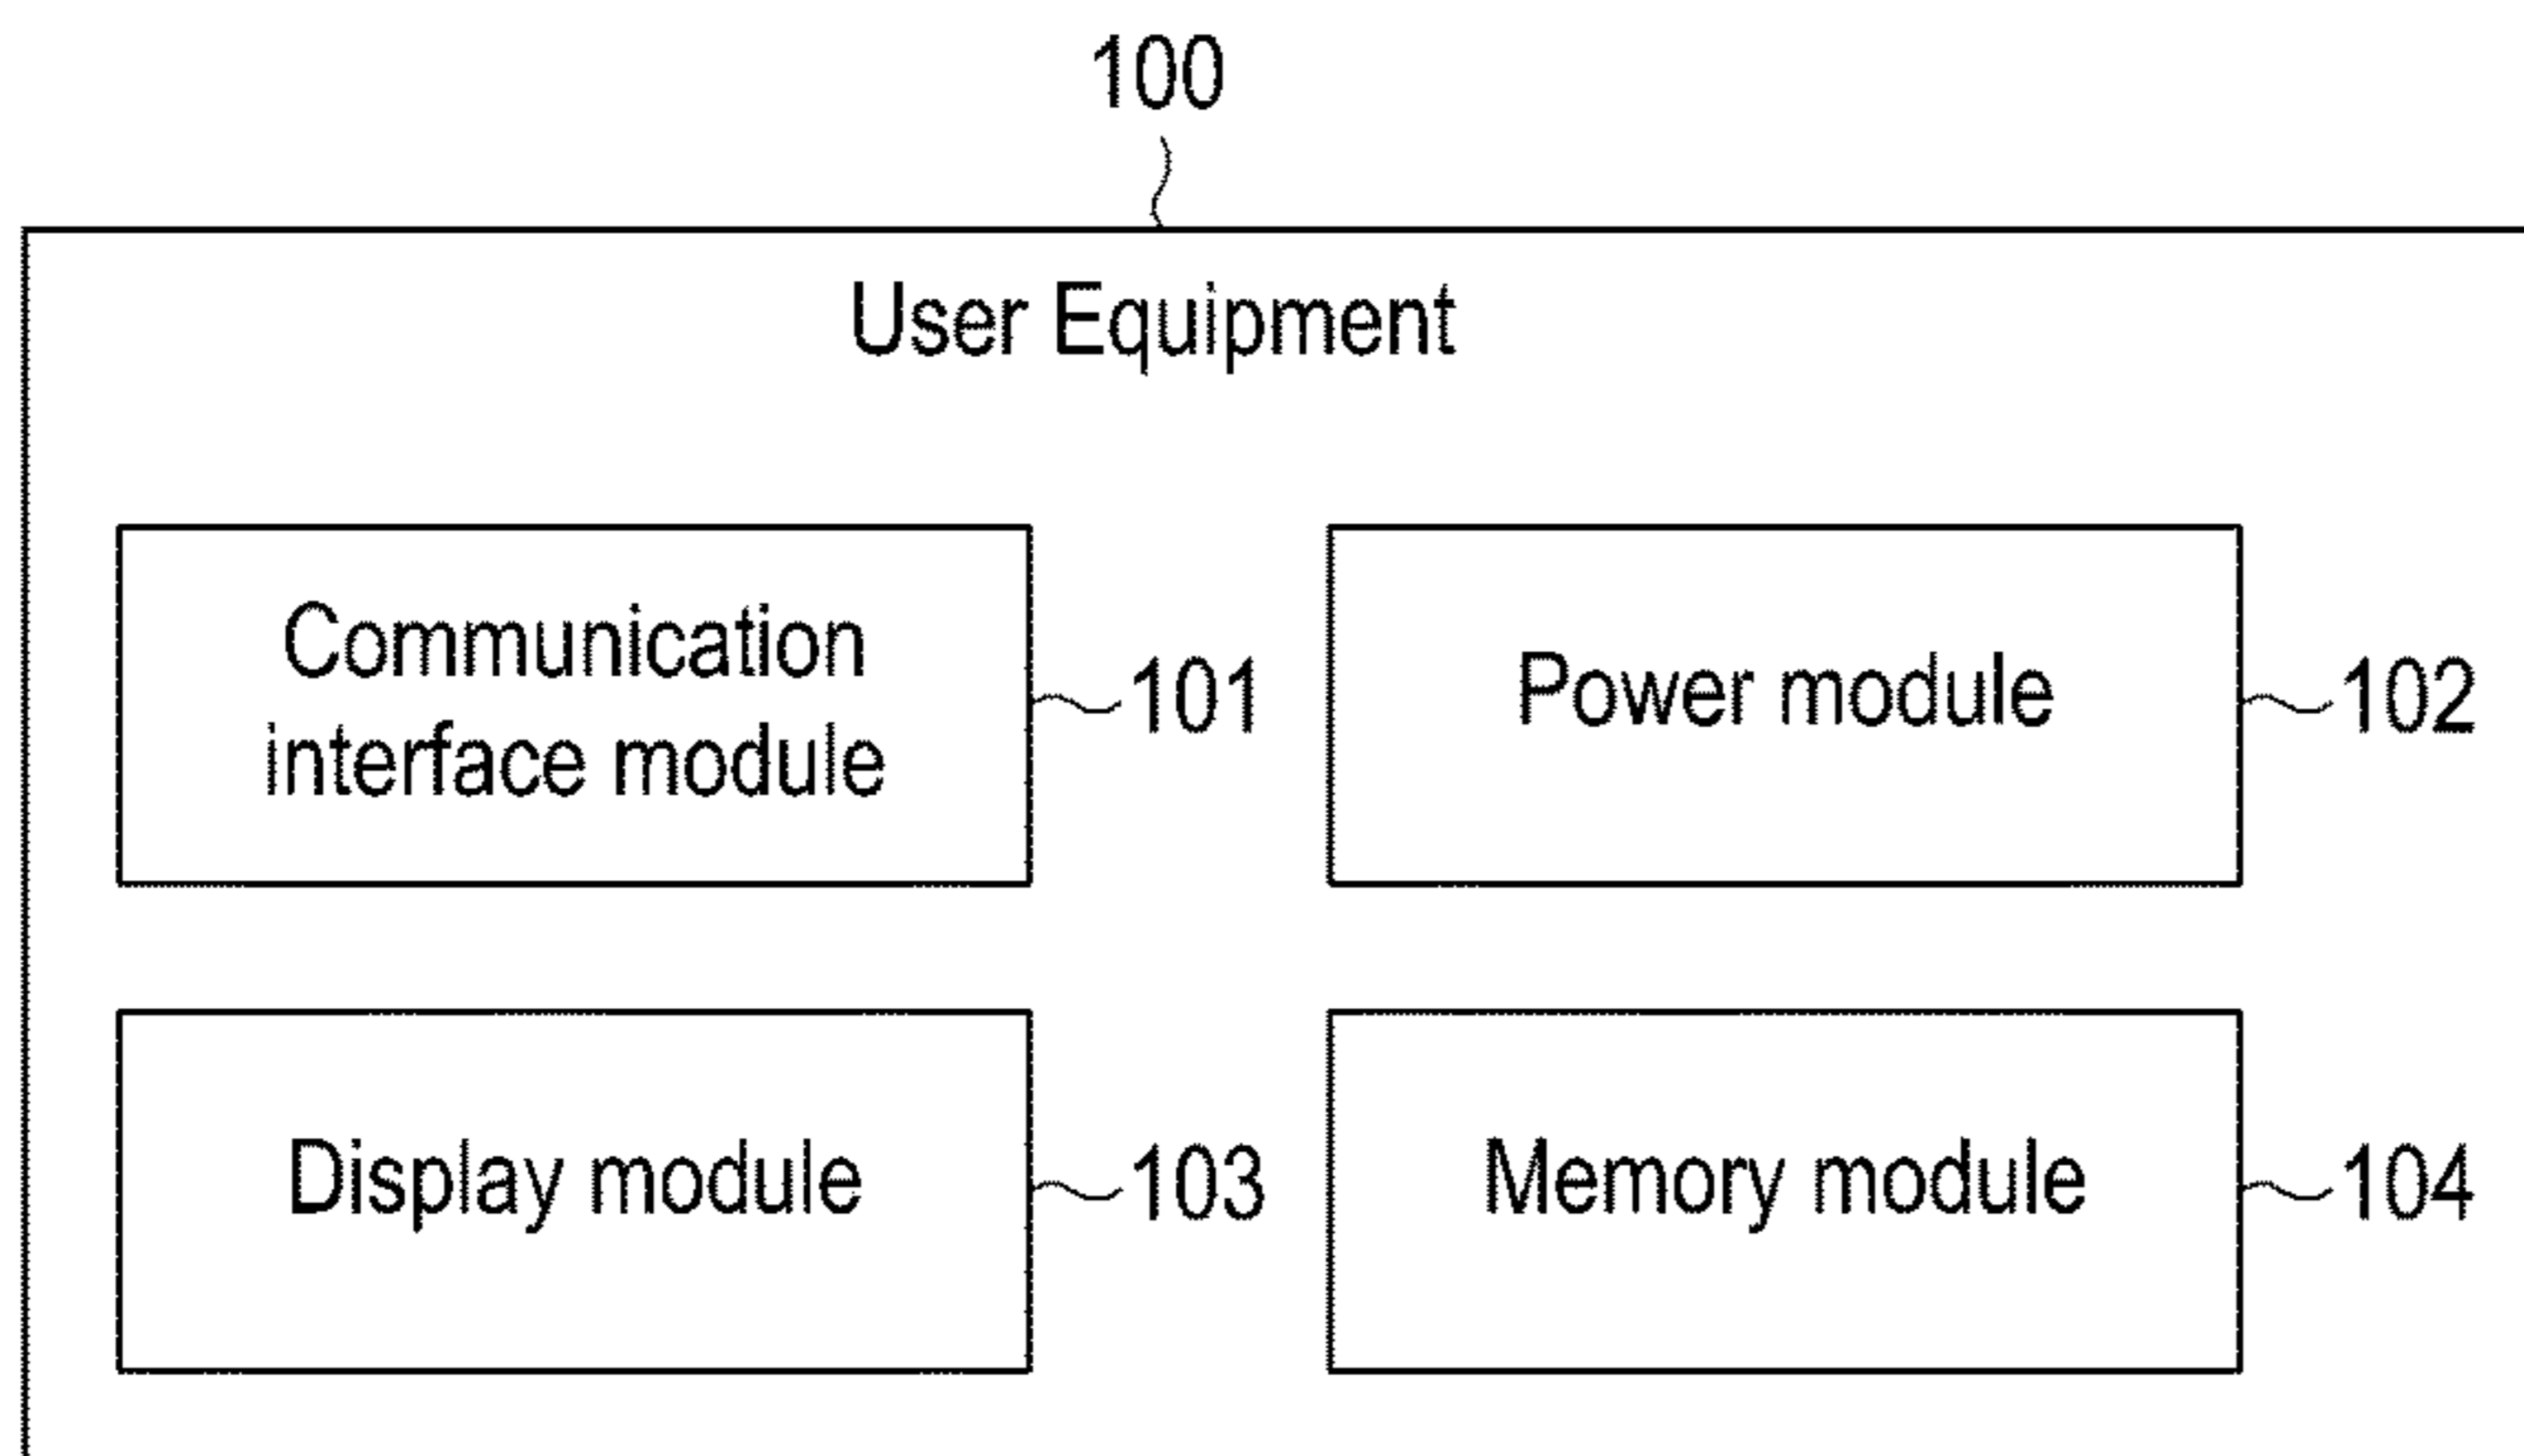 100
User Equipment
Communication
interface module
101
Power module
102
Display module
103
Memory module
104